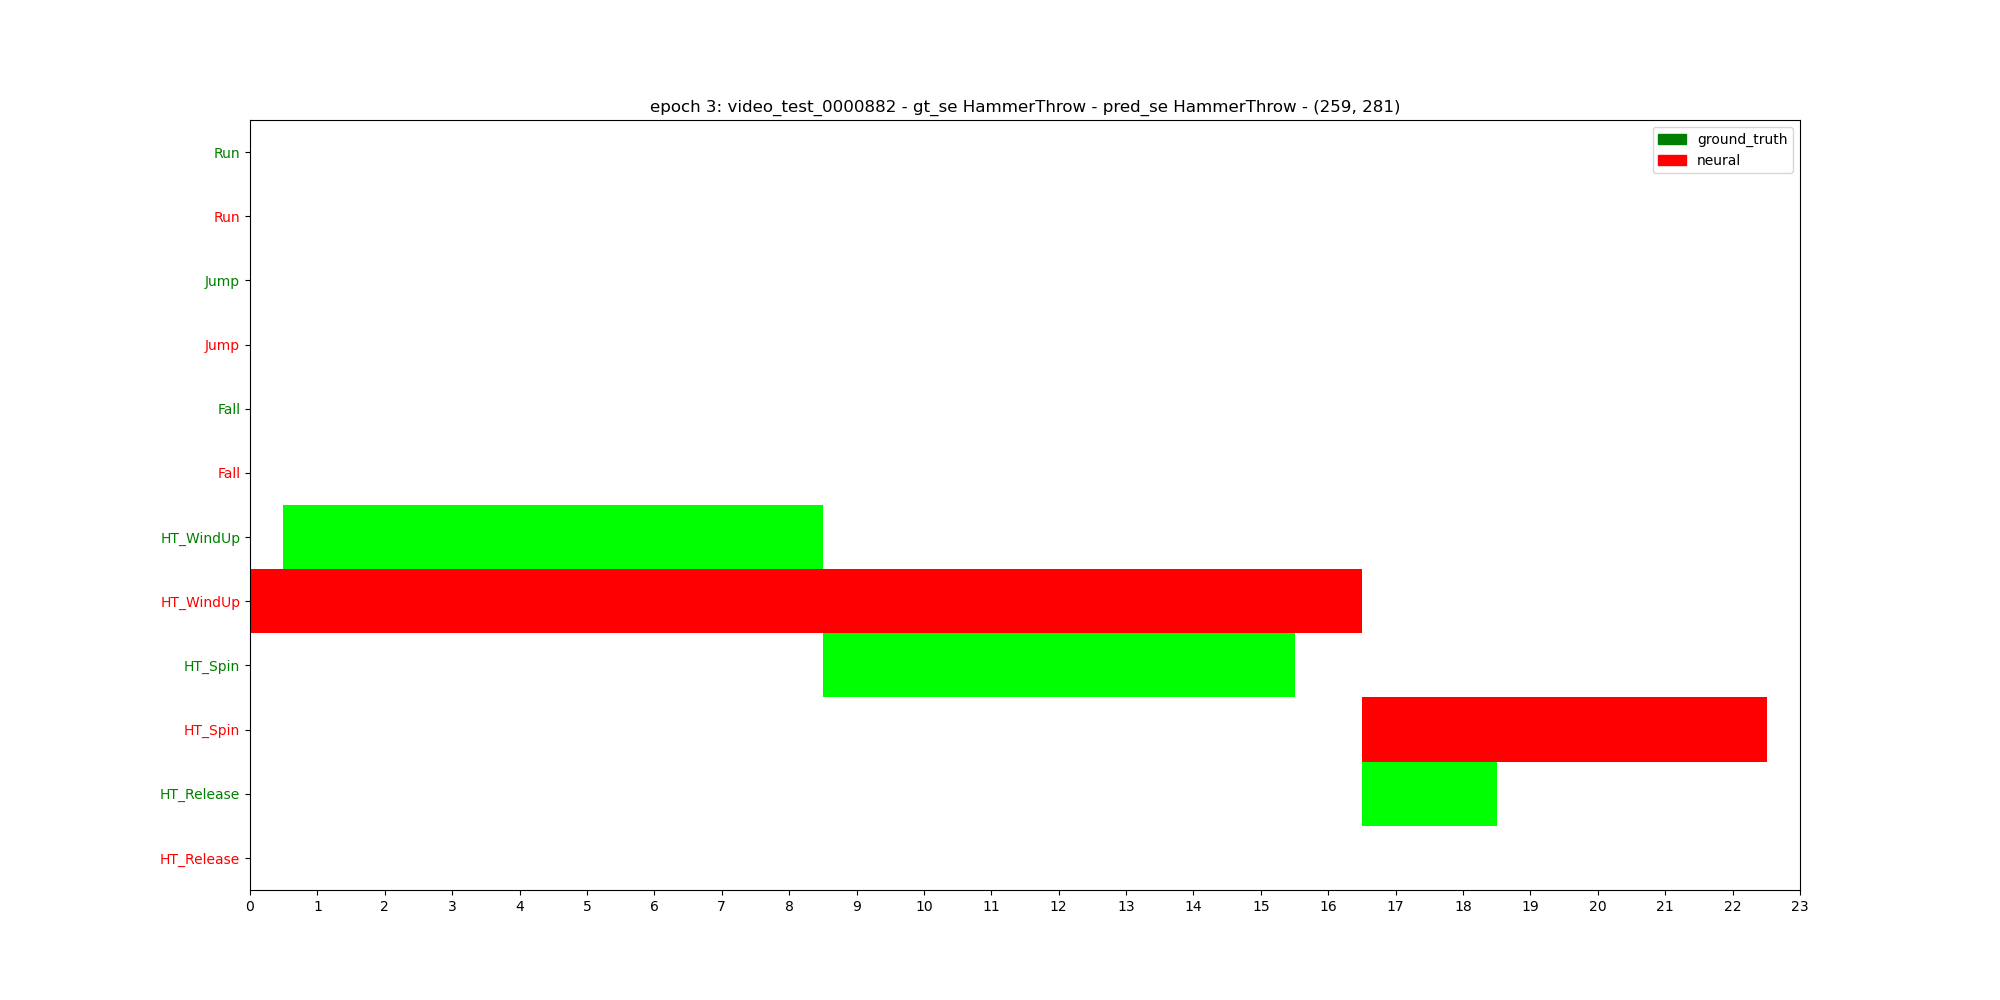 epoch 3: video_test_0000882 - gt_se HammerThrow - pred_se HammerThrow - (259, 281)
ground_truth
neural
Run
Run
Jump
Jump
Fall
Fall
HT_WindUp
HT_WindUp
HT_Spin
HT_Spin
HT_Release
HT_Release
0 1 2 3 4 5 6 7 8 9 10 11 12 13 14 15 16 17 18 19 20 21 22 23